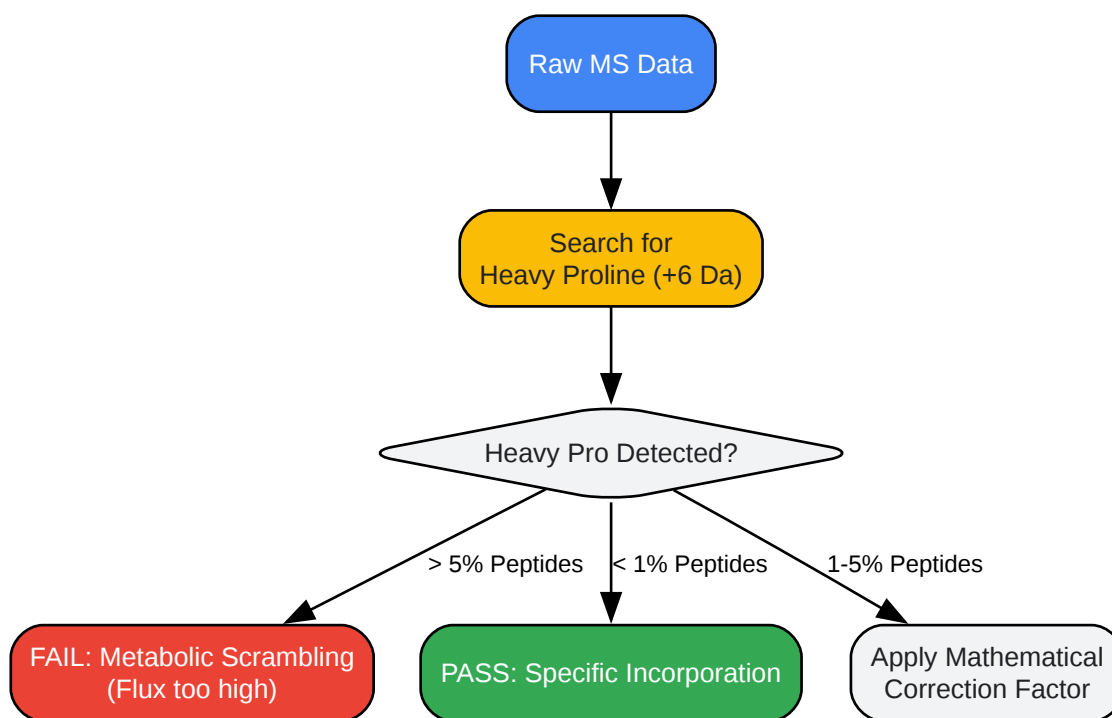 Raw MS Data
Search for
Heavy Proline (+6 Da)
Heavy Pro Detected?
> 5% Peptides
< 1% Peptides
1-5% Peptides
FAIL: Metabolic Scrambling
(Flux too high)
PASS: Specific Incorporation
Apply Mathematical
Correction Factor